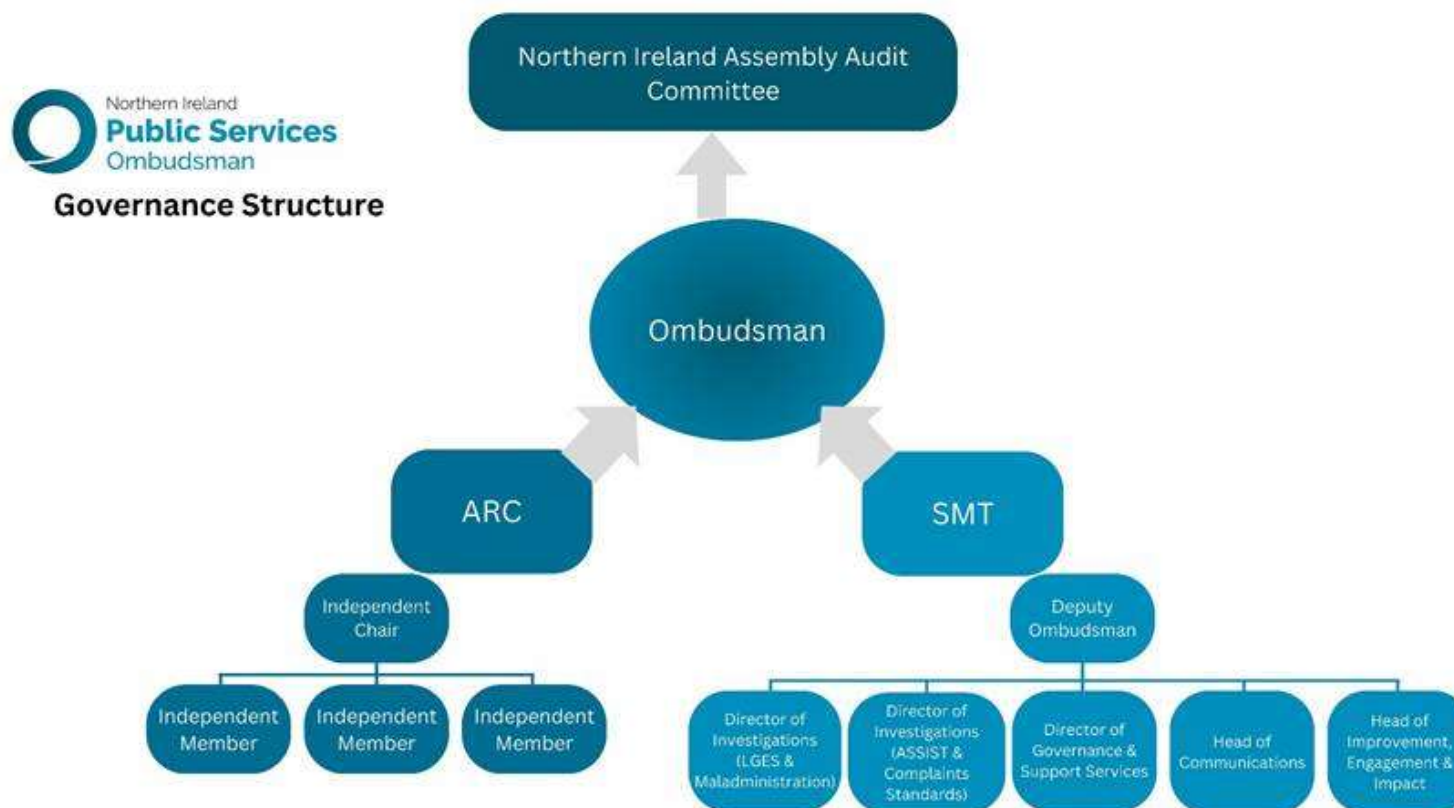 Northern Ireland Assembly Audit
Committee
Northern Ireland
Public Services
Ombudsman
Governance Structure
Ombudsman
ARC
SMT
Independent
Chair
Deputy
Ombudsman
Independent
Member
Independent
Member
Independent
Member
Director of
Investigations
(LGES &
Maladministration)
Director of
Investigations
(ASSIST &
Complaints
Standards)
Director of
Governance &
Support Services
Head of
Communications
Head of
Improvement,
Engagement &
Impact